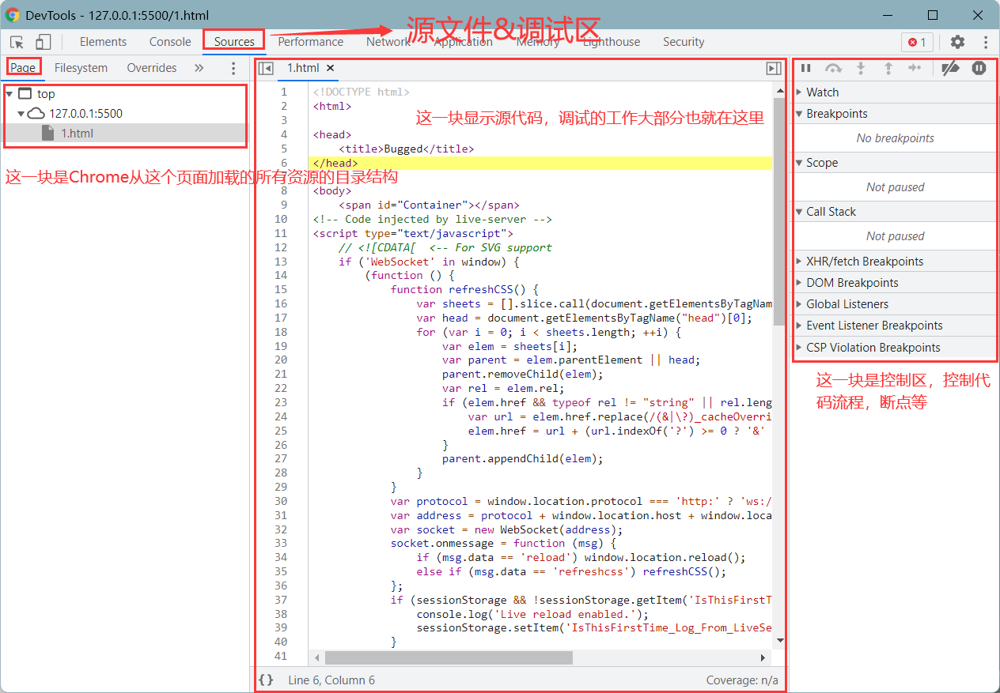 DevTools - 127.0.0.1:5500/1.html
Elements Console Sources Performance Network Application Memory Lighthouse Security 1
源文件&调试区
Page Filesystem Overrides »
top
127.0.0.1:5500
1.html
这一块是Chrome从这个页面加载的所有资源的目录结构
1.html ×
这一块显示源代码，调试的工作大部分也就在这里
1 <!DOCTYPE html>
2 <html>
3
4 <head>
5 <title>Bugged</title>
6 </head>
8 <body>
9 <span id="Container"></span>
10 <!-- Code injected by live-server -->
11 <script type="text/javascript">
12 // <![CDATA[  <-- For SVG support
13 if ('WebSocket' in window) {
14 (function () {
15 function refreshCSS() {
16 var sheets = [].slice.call(document.getElementsByTagNam
17 var head = document.getElementsByTagName("head")[0];
18 for (var i = 0; i < sheets.length; ++i) {
19 var elem = sheets[i];
20 var parent = elem.parentElement || head;
21 parent.removeChild(elem);
22 var rel = elem.rel;
23 if (elem.href && typeof rel != "string" || rel.leng
24 var url = elem.href.replace(/(&|\?)_cacheOverri
25 elem.href = url + (url.indexOf('?') >= 0 ? '&'
26 }
27 parent.appendChild(elem);
28 }
29 }
30 var protocol = window.location.protocol === 'http:' ? 'ws:/
31 var address = protocol + window.location.host + window.loca
32 var socket = new WebSocket(address);
33 socket.onmessage = function (msg) {
34 if (msg.data == 'reload') window.location.reload();
35 else if (msg.data == 'refreshcss') refreshCSS();
36 };
37 if (sessionStorage && !sessionStorage.getItem('IsThisFirstT
38 console.log('Live reload enabled.');
39 sessionStorage.setItem('IsThisFirstTime_Log_From_LiveSe
40 }
41
{} Line 6, Column 6 Coverage: n/a
Watch
Breakpoints
No breakpoints
Scope
Not paused
Call Stack
Not paused
XHR/fetch Breakpoints
DOM Breakpoints
Global Listeners
Event Listener Breakpoints
CSP Violation Breakpoints
这一块是控制区，控制代
码流程，断点等